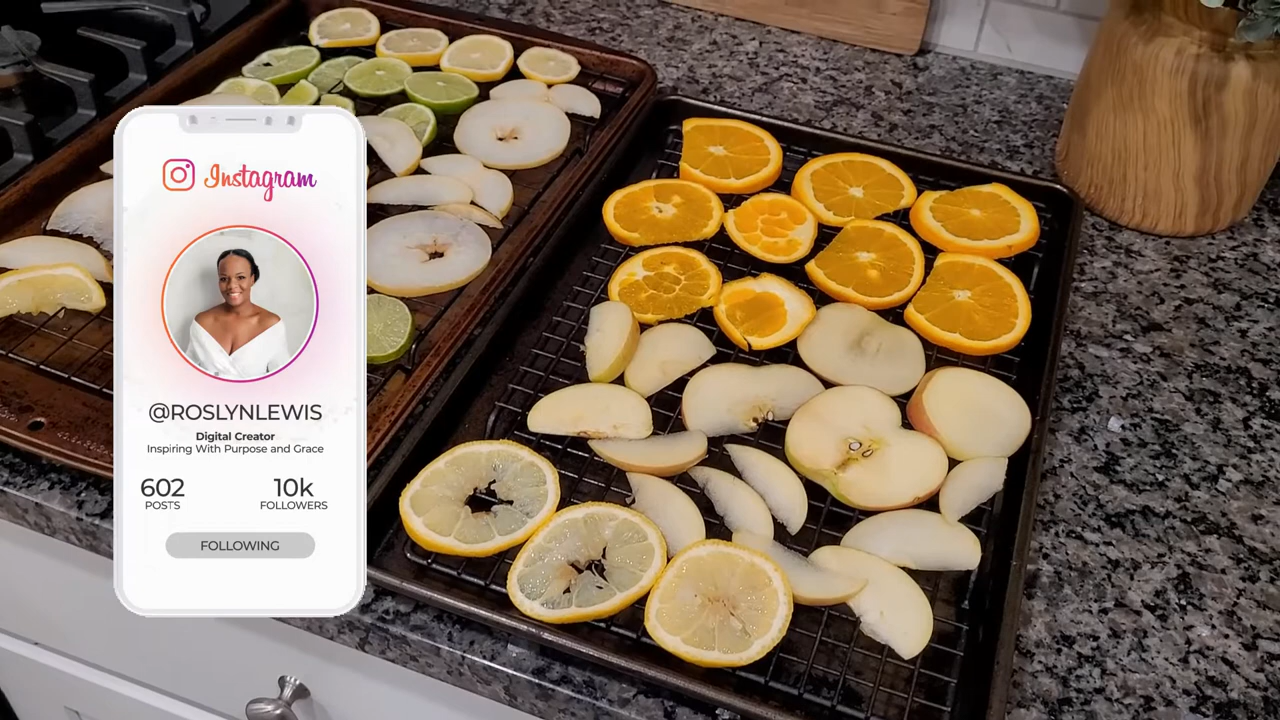 Instagram
@ROSLYNLEWIS
Digital Creator
Inspiring With Purpose and Grace
602 10k
POSTS FOLLOWERS
FOLLOWING